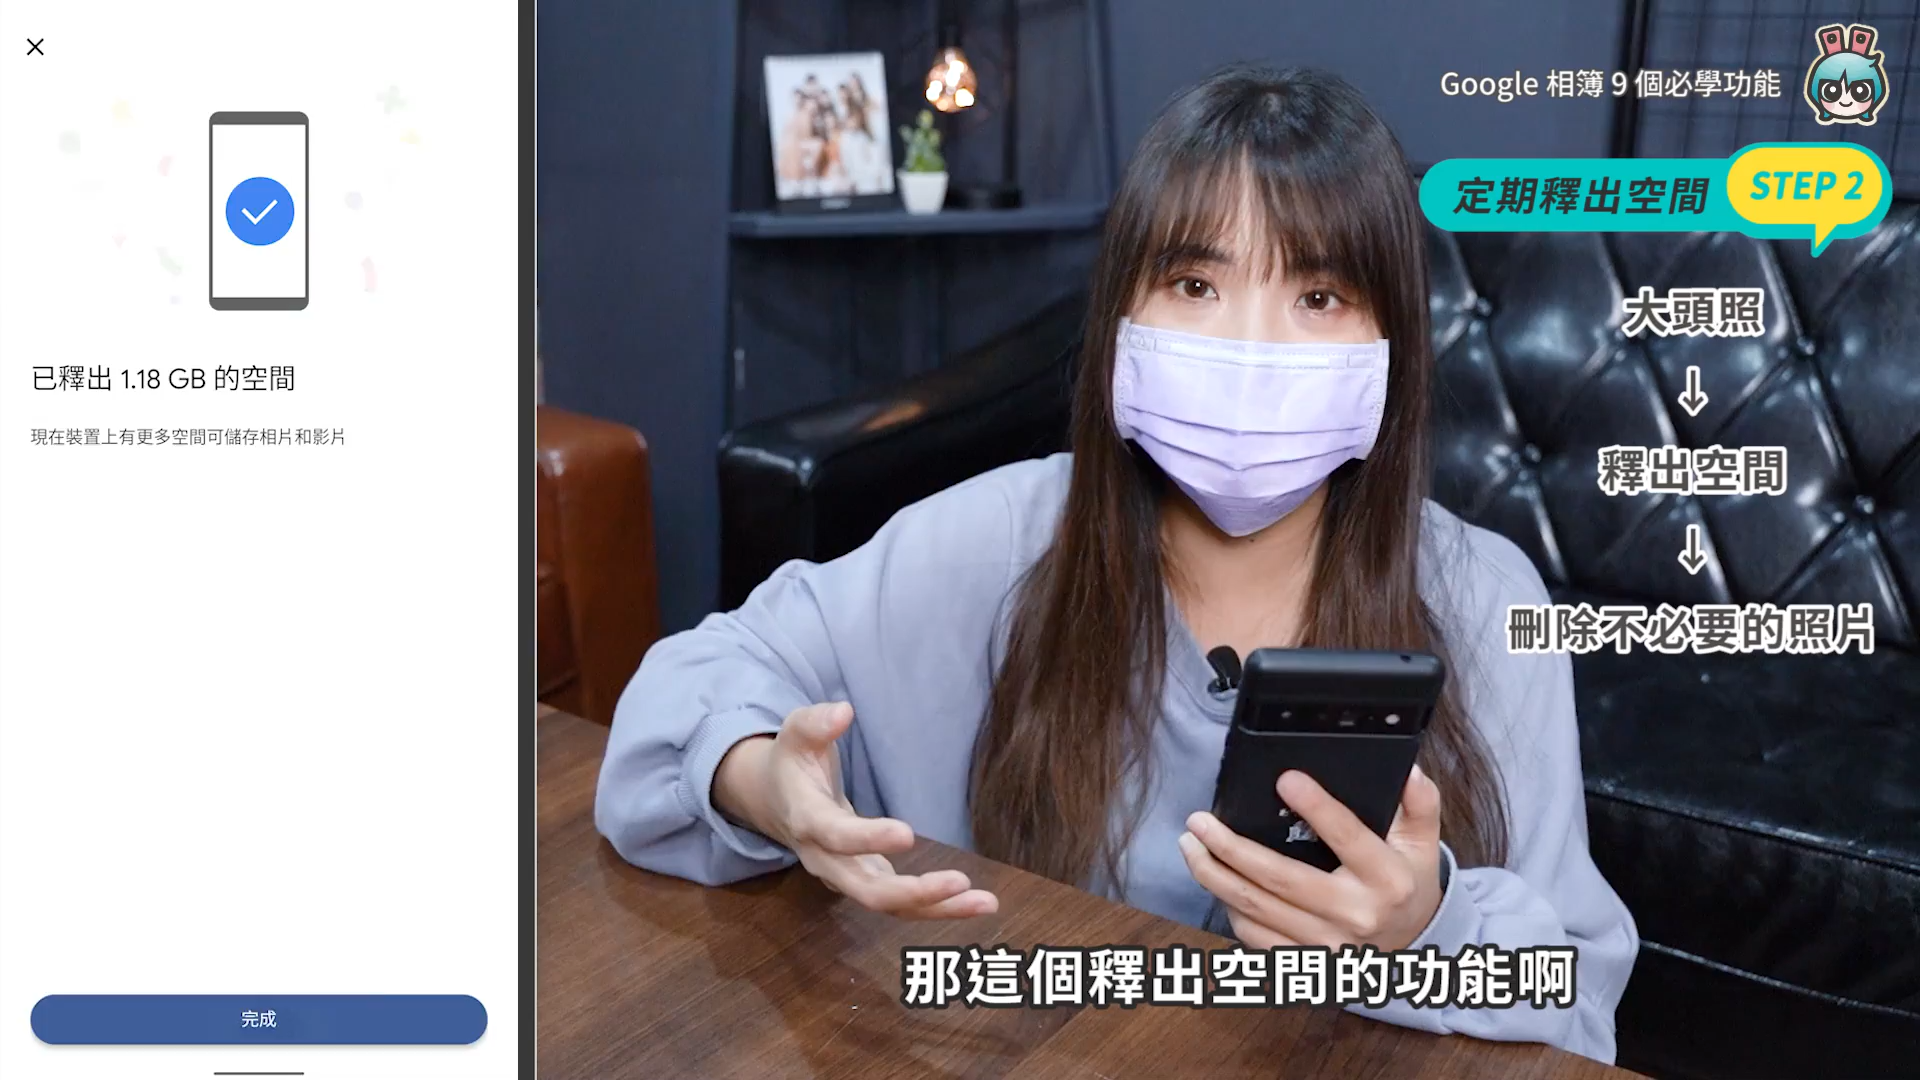 已釋出 1.18 GB 的空間
現在裝置上有更多空間可儲存相片和影片
完成
Google 相簿 9 個必學功能
定期釋出空間
STEP 2
大頭照
↓
釋出空間
↓
刪除不必要的照片
那這個釋出空間的功能啊